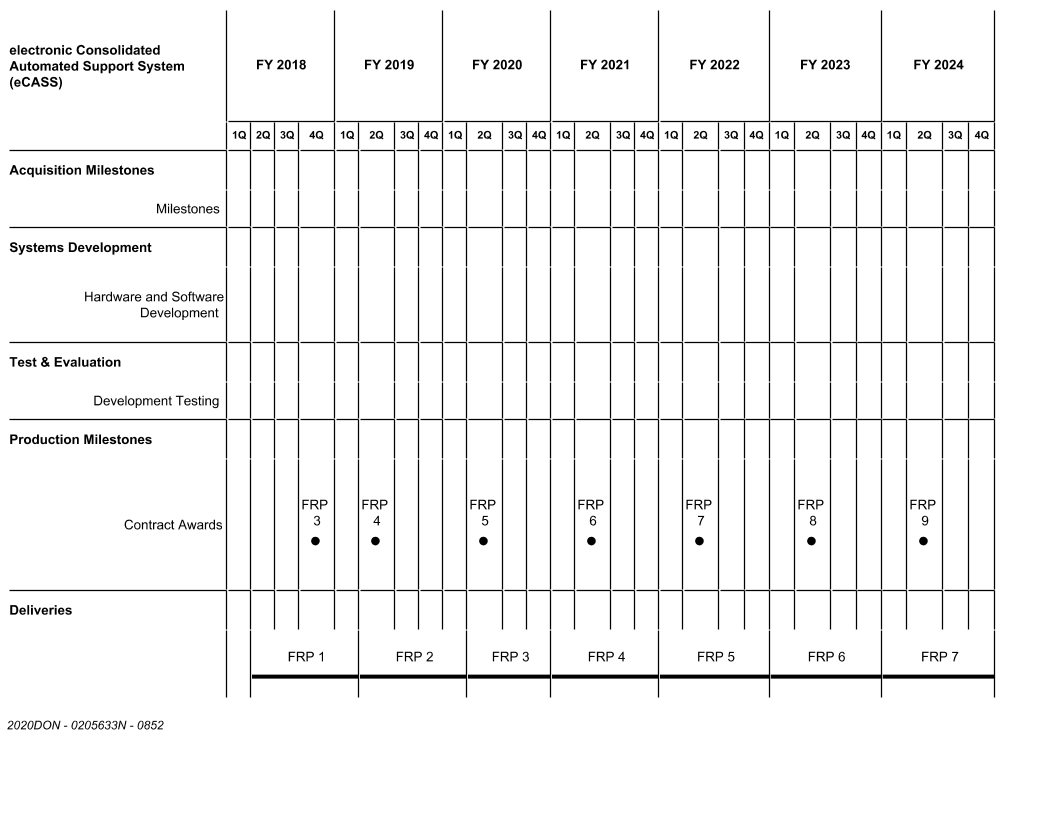 electronic Consolidated
Automated Support System
(eCASS)
FY 2018 FY 2019 FY 2020 FY 2021 FY 2022 FY 2023 FY 2024
1Q 2Q 3Q 4Q 1Q 2Q 3Q 4Q 1Q 2Q 3Q 4Q 1Q 2Q 3Q 4Q 1Q 2Q 3Q 4Q 1Q 2Q 3Q 4Q 1Q 2Q 3Q 4Q
Acquisition Milestones
Milestones
Systems Development
Hardware and Software
Development
Test & Evaluation
Development Testing
Production Milestones
FRP FRP FRP FRP FRP FRP FRP
3 4 5 6 7 8 9
Contract Awards
Deliveries
FRP 1 FRP 2 FRP 3 FRP 4 FRP 5 FRP 6 FRP 7
2020DON - 0205633N - 0852